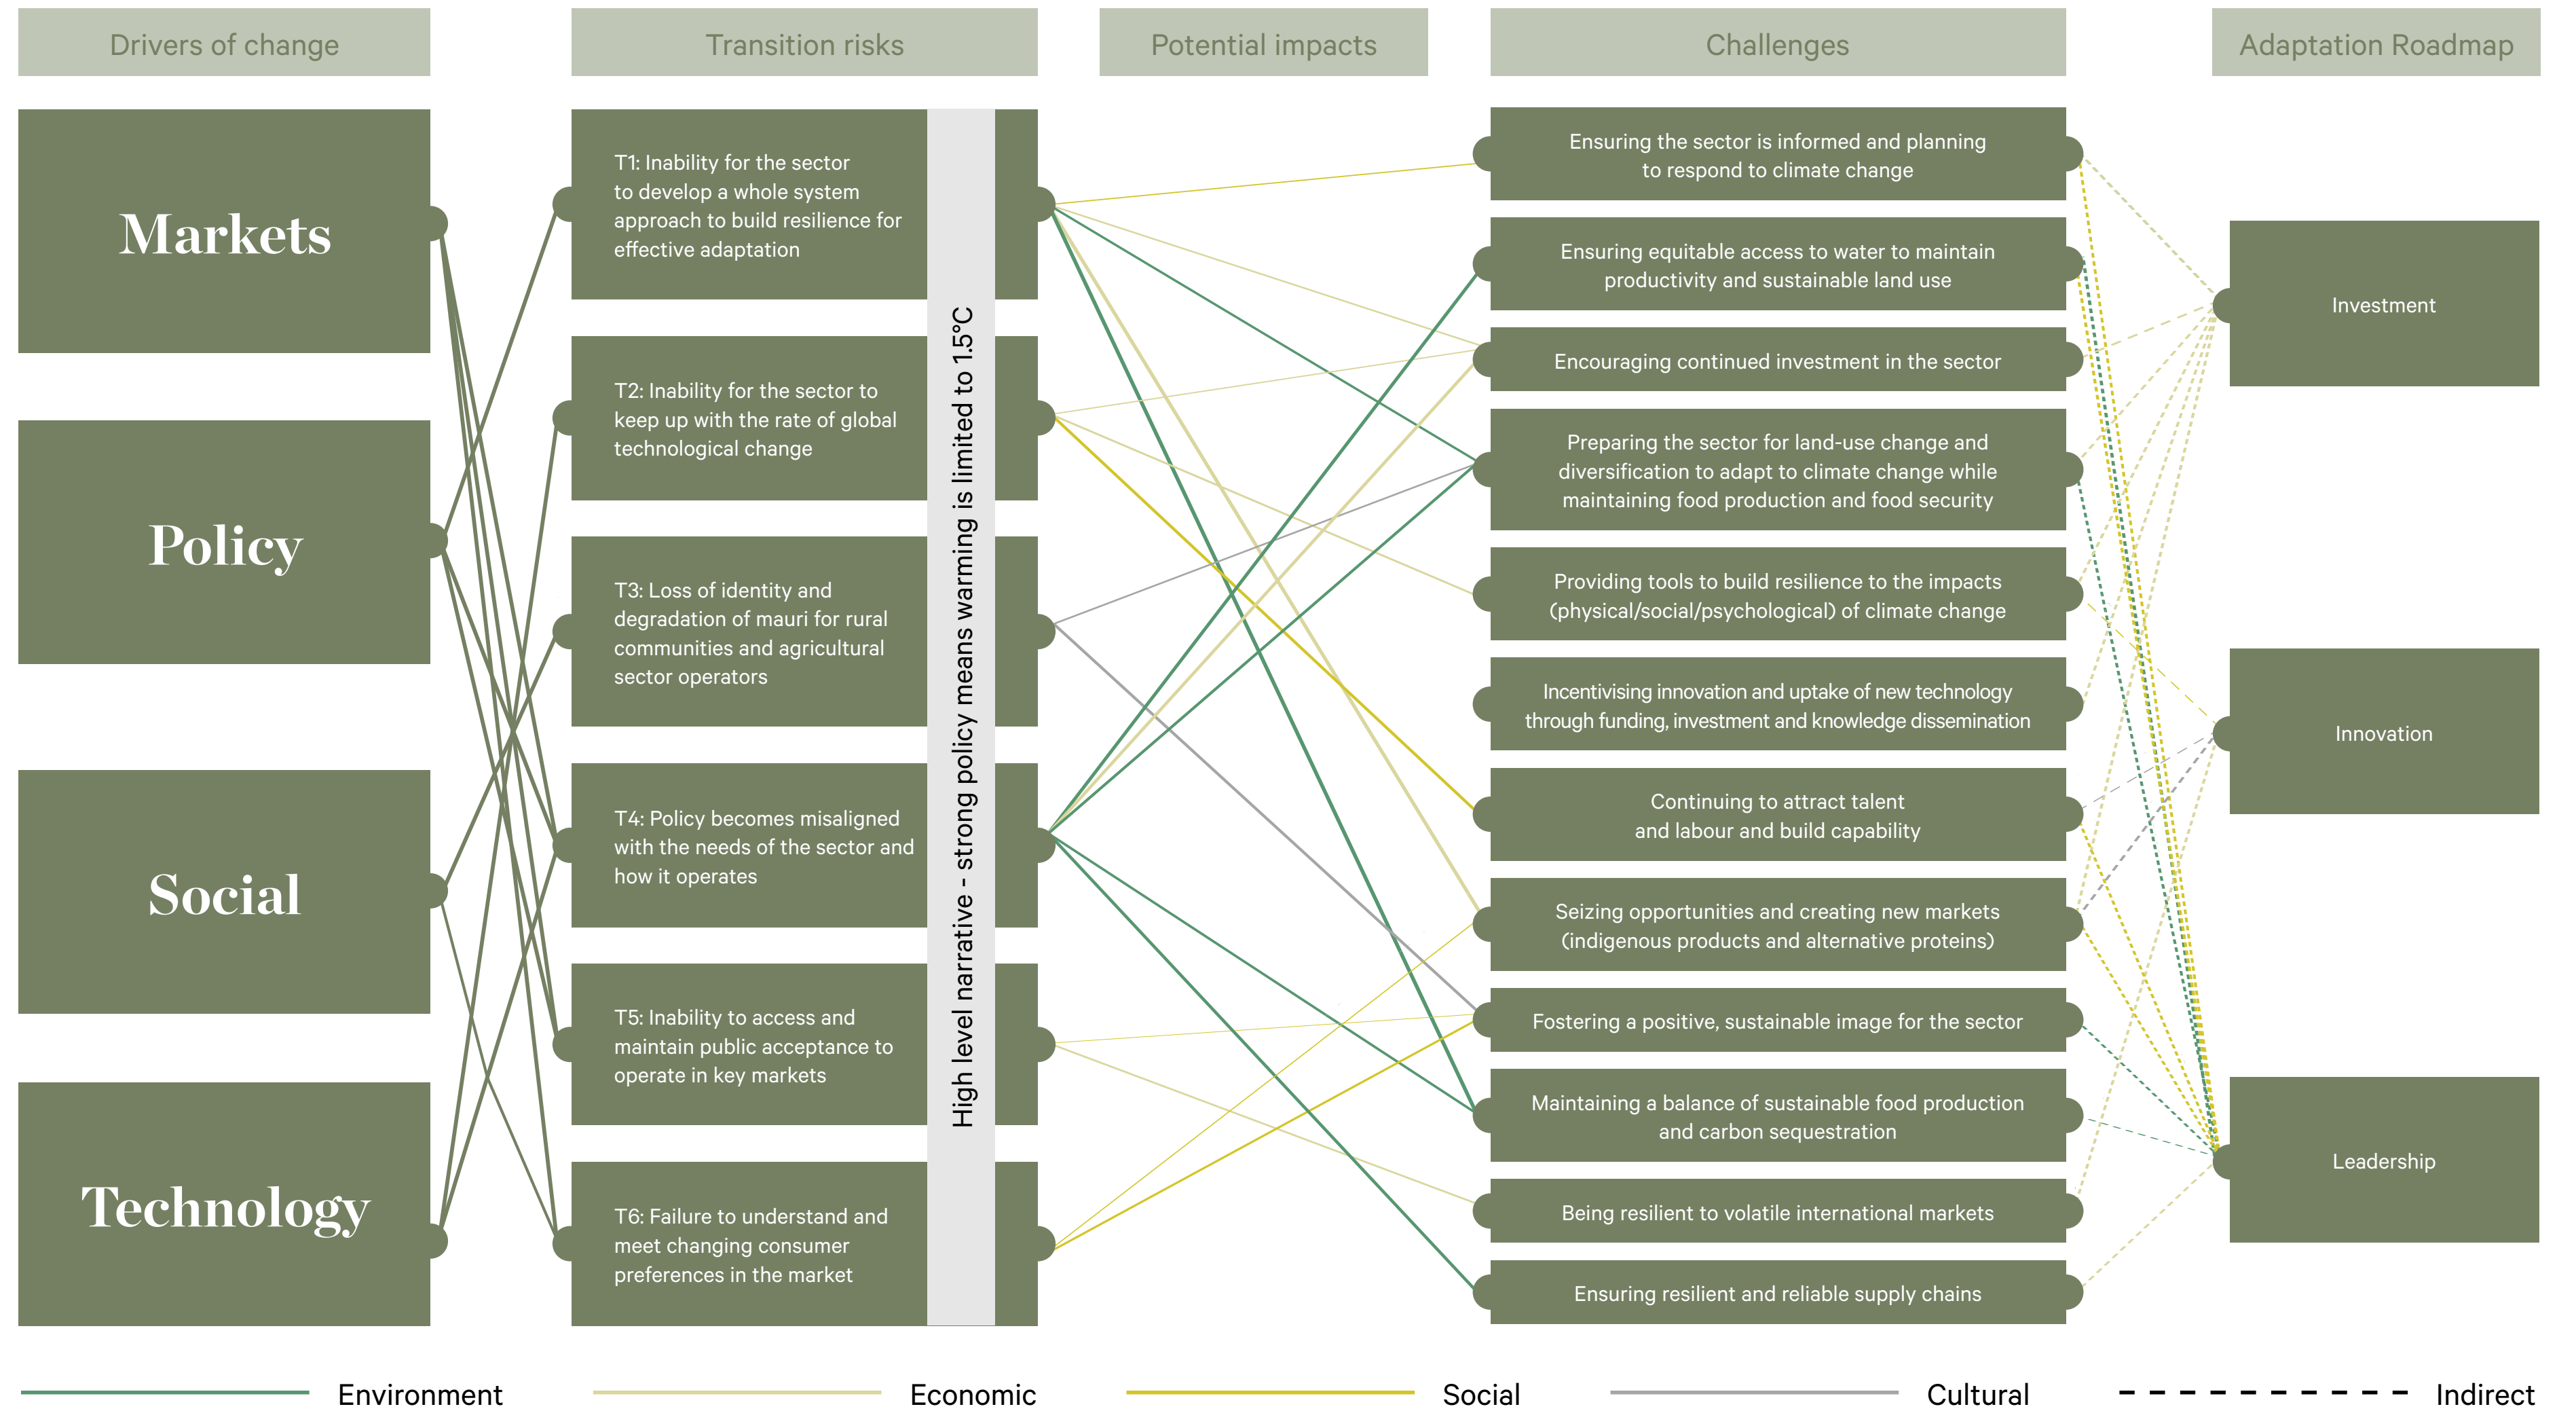 Drivers of change
Transition risks
Potential impacts
Challenges
Adaptation Roadmap
Markets
Policy
Social
Technology
T1: Inability for the sector
to develop a whole system
approach to build resilience for
effective adaptation
T2: Inability for the sector to
keep up with the rate of global
technological change
T3: Loss of identity and
degradation of mauri for rural
communities and agricultural
sector operators
T4: Policy becomes misaligned
with the needs of the sector and
how it operates
T5: Inability to access and
maintain public acceptance to
operate in key markets
T6: Failure to understand and
meet changing consumer
preferences in the market
High level narrative - strong policy means warming is limited to 1.5°C
Ensuring the sector is informed and planning
to respond to climate change
Ensuring equitable access to water to maintain
productivity and sustainable land use
Encouraging continued investment in the sector
Preparing the sector for land-use change and
diversification to adapt to climate change while
maintaining food production and food security
Providing tools to build resilience to the impacts
(physical/social/psychological) of climate change
Incentivising innovation and uptake of new technology
through funding, investment and knowledge dissemination
Continuing to attract talent
and labour and build capability
Seizing opportunities and creating new markets
(indigenous products and alternative proteins)
Fostering a positive, sustainable image for the sector
Maintaining a balance of sustainable food production
and carbon sequestration
Being resilient to volatile international markets
Ensuring resilient and reliable supply chains
Investment
Innovation
Leadership
Environment
Economic
Social
Cultural
Indirect